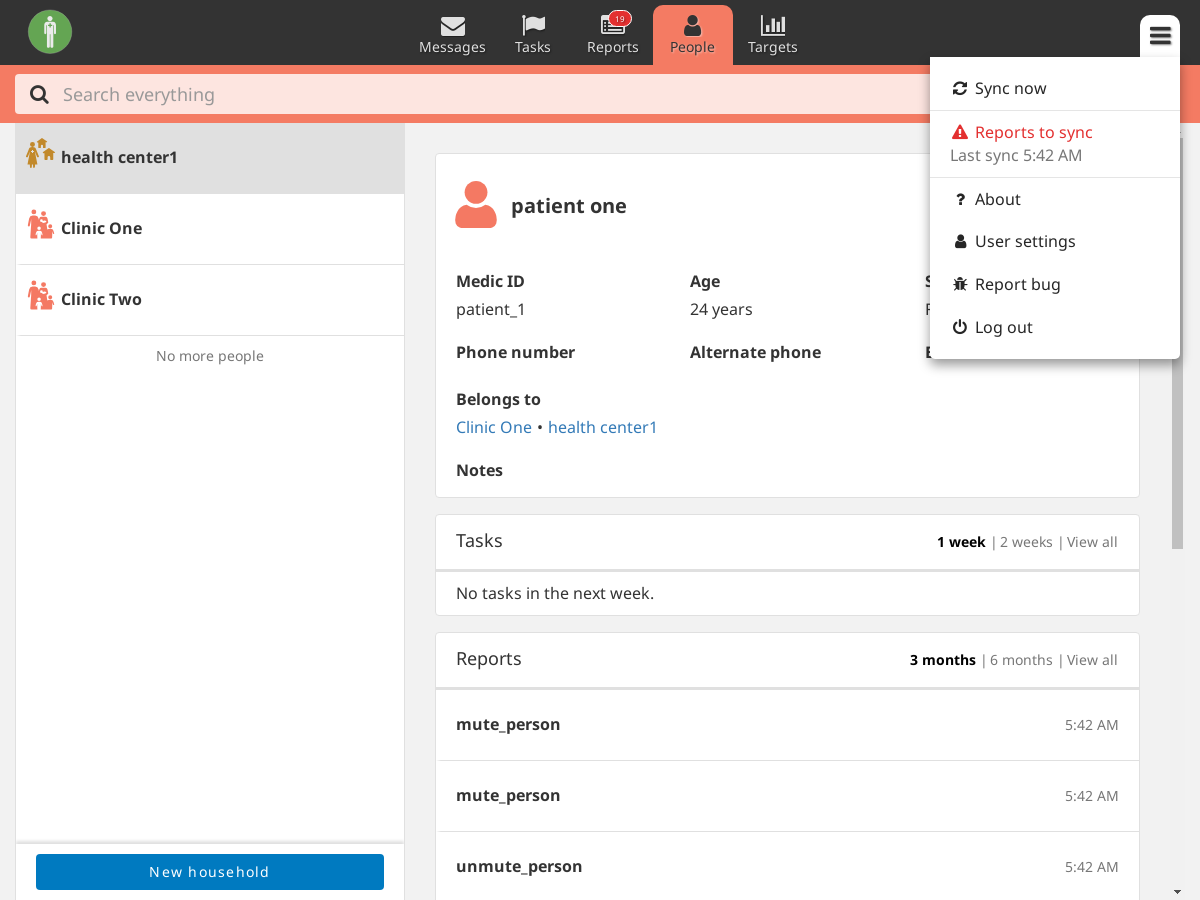 Messages
Tasks
19
Reports
People
Targets
Search everything
Sync now
Reports to sync
Last sync 5:42 AM
? About
User settings
Report bug
Log out
health center1
Clinic One
Clinic Two
No more people
New household
patient one
Medic ID
patient_1
Age
24 years
Phone number
Alternate phone
Belongs to
Clinic One • health center1
Notes
Tasks
1 week | 2 weeks | View all
No tasks in the next week.
Reports
3 months | 6 months | View all
mute_person 5:42 AM
mute_person 5:42 AM
unmute_person 5:42 AM